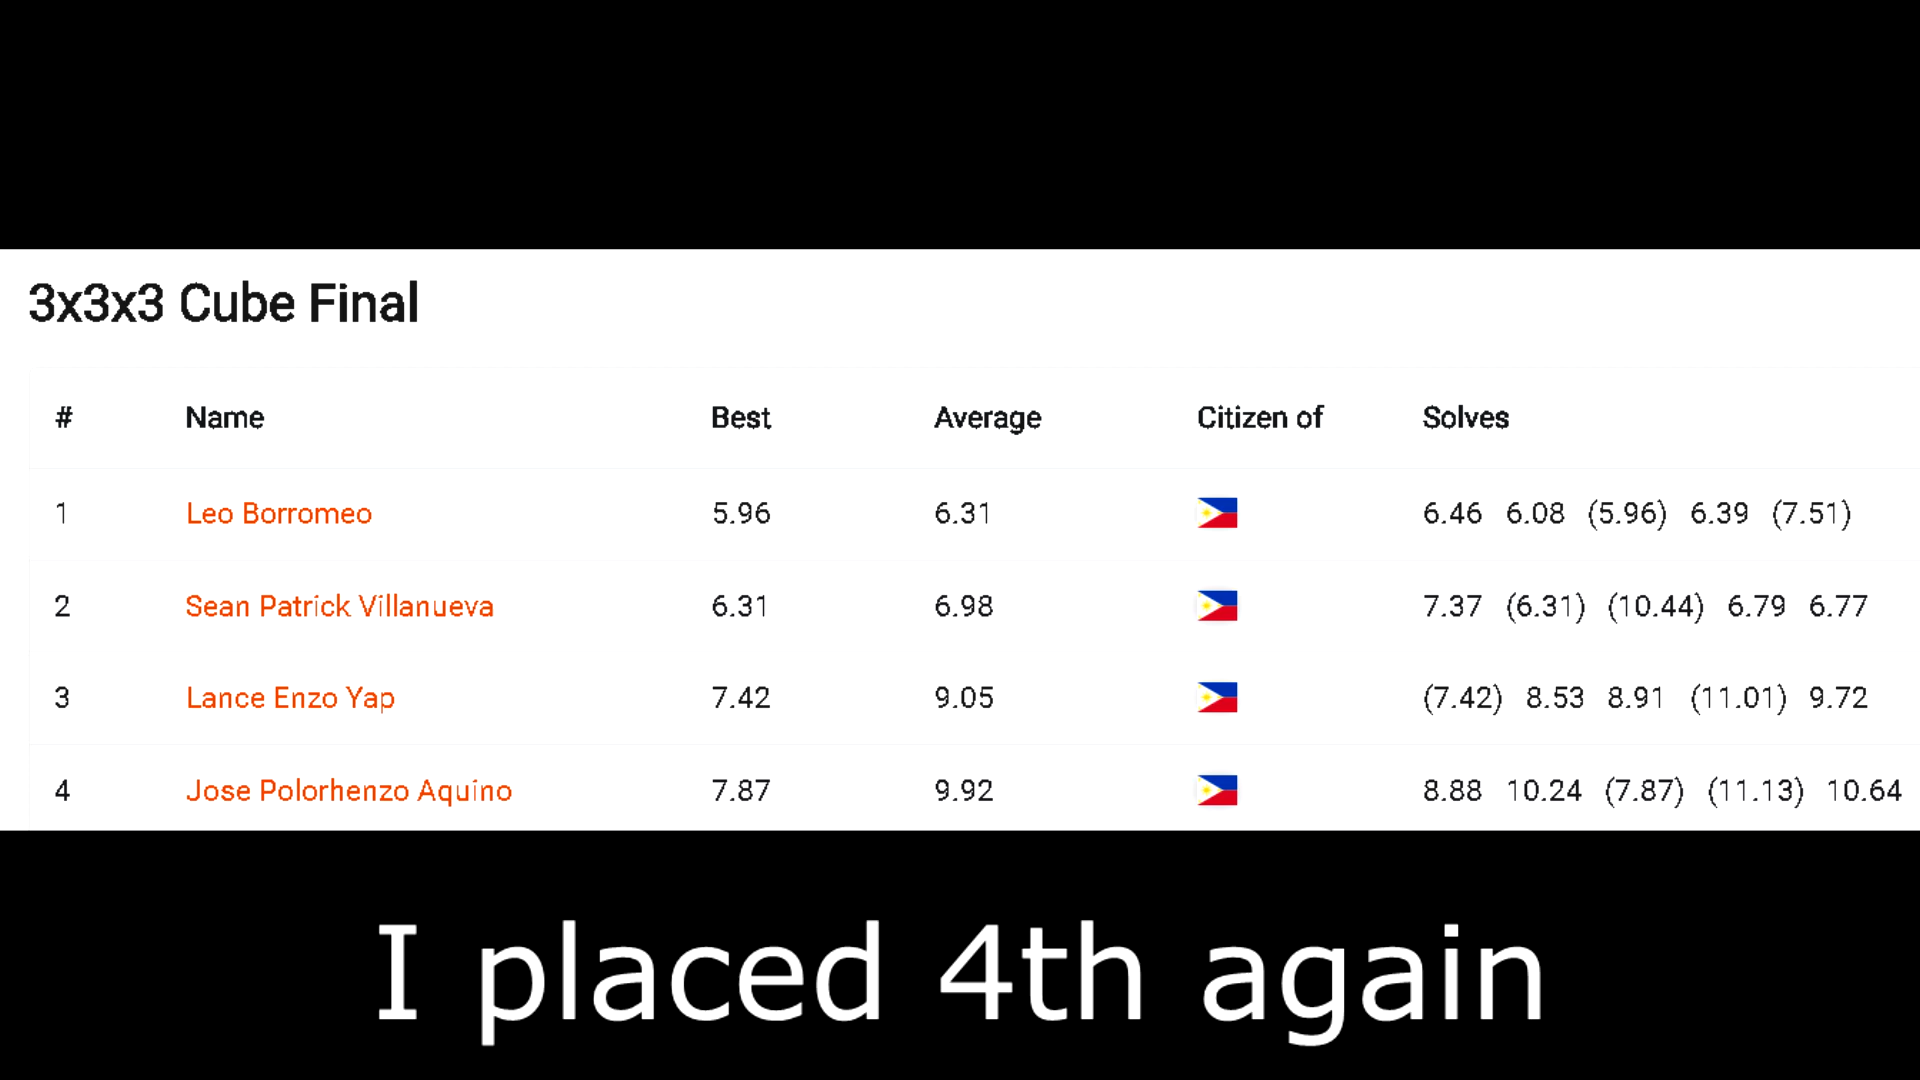 3x3x3 Cube Final
# Name Best Average Citizen of Solves
1 Leo Borromeo 5.96 6.31 6.46 6.08 (5.96) 6.39 (7.51)
2 Sean Patrick Villanueva 6.31 6.98 7.37 (6.31) (10.44) 6.79 6.77
3 Lance Enzo Yap 7.42 9.05 (7.42) 8.53 8.91 (11.01) 9.72
4 Jose Polorhenzo Aquino 7.87 9.92 8.88 10.24 (7.87) (11.13) 10.64
I placed 4th again